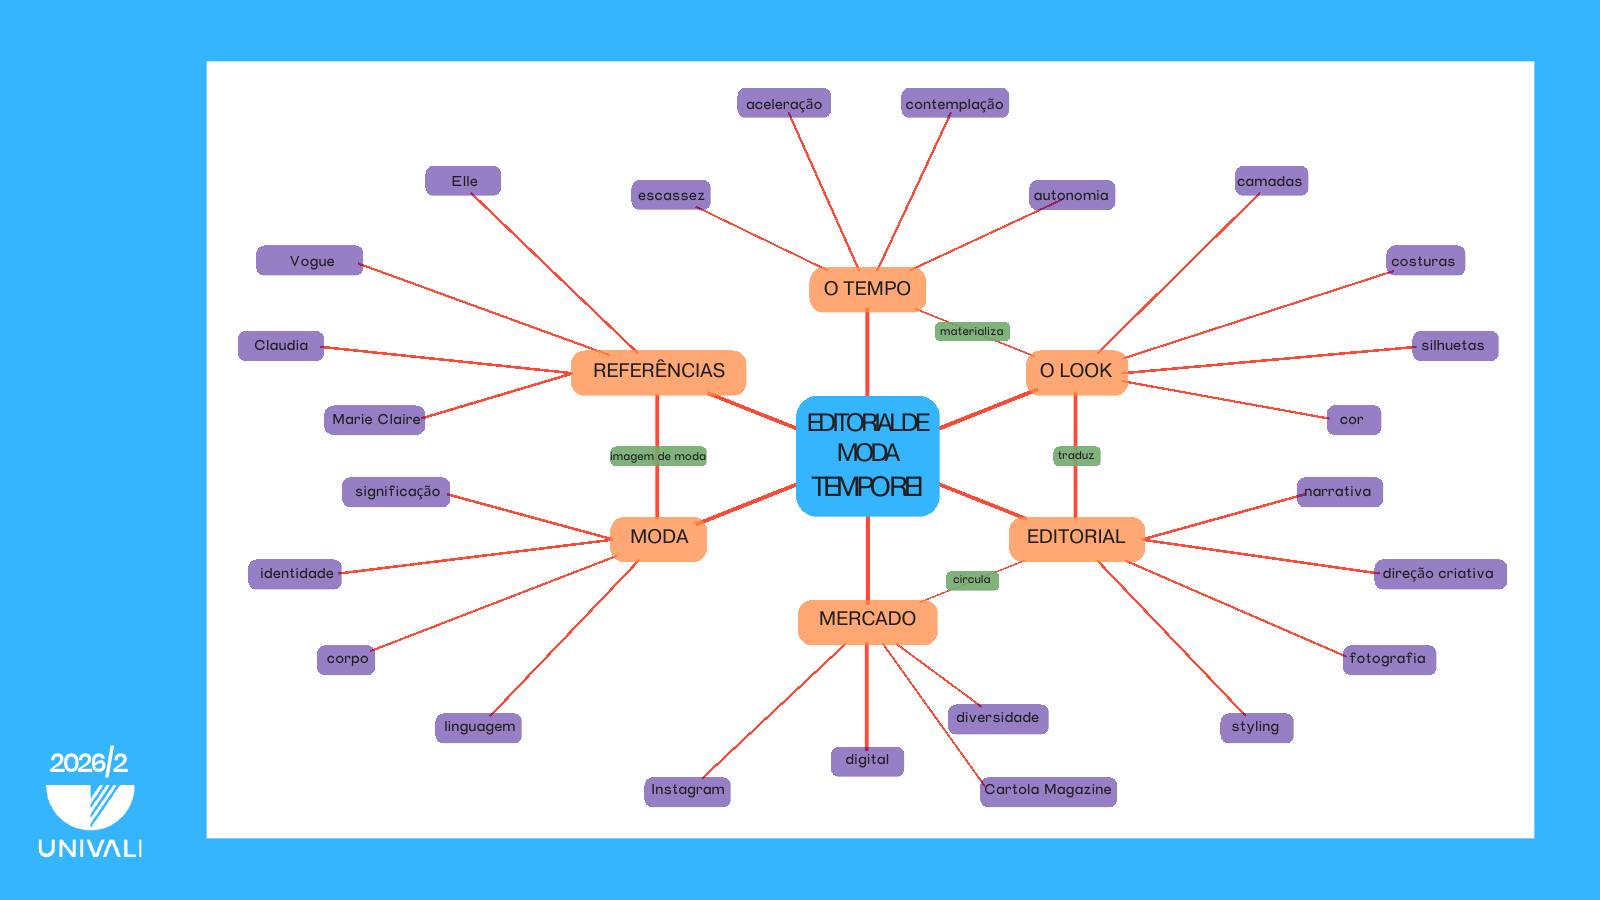 aceleração
contemplação
Elle
escassez
autonomia
camadas
Vogue
costuras
O TEMPO
materializa
Claudia
silhuetas
REFERÊNCIAS
O LOOK
Marie Claire
cor
EDITORIAL DE
MODA
TEMPO REI
imagem de moda
traduz
significação
narrativa
MODA
EDITORIAL
identidade
circula
direção criativa
MERCADO
corpo
fotografia
linguagem
diversidade
styling
digital
Instagram
Cartola Magazine
2026/2
UNIVALI